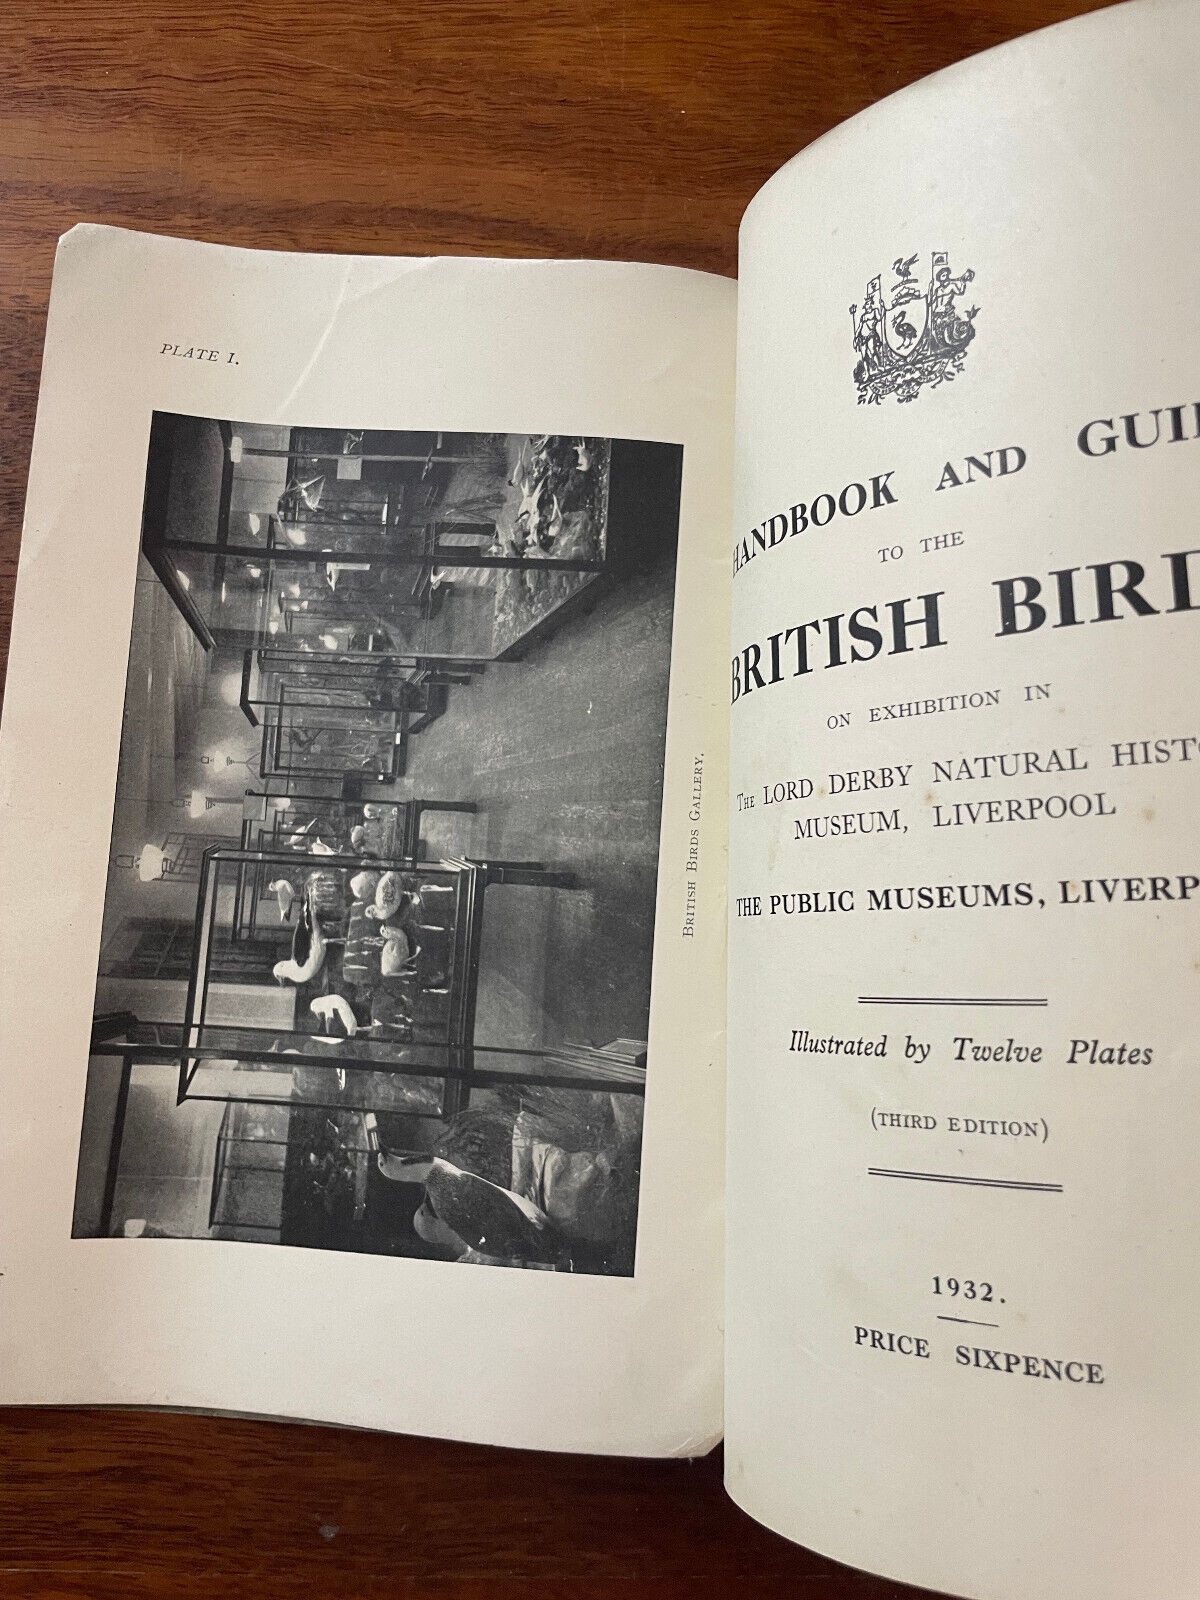 PLATE I.
BRITISH BIRDS GALLERY.
HANDBOOK AND GUI
TO THE
BRITISH BIRD
ON EXHIBITION IN
THE LORD DERBY NATURAL HISTO
MUSEUM, LIVERPOOL
THE PUBLIC MUSEUMS, LIVERP
Illustrated by Twelve Plates
(THIRD EDITION)
1932.
PRICE SIXPENCE